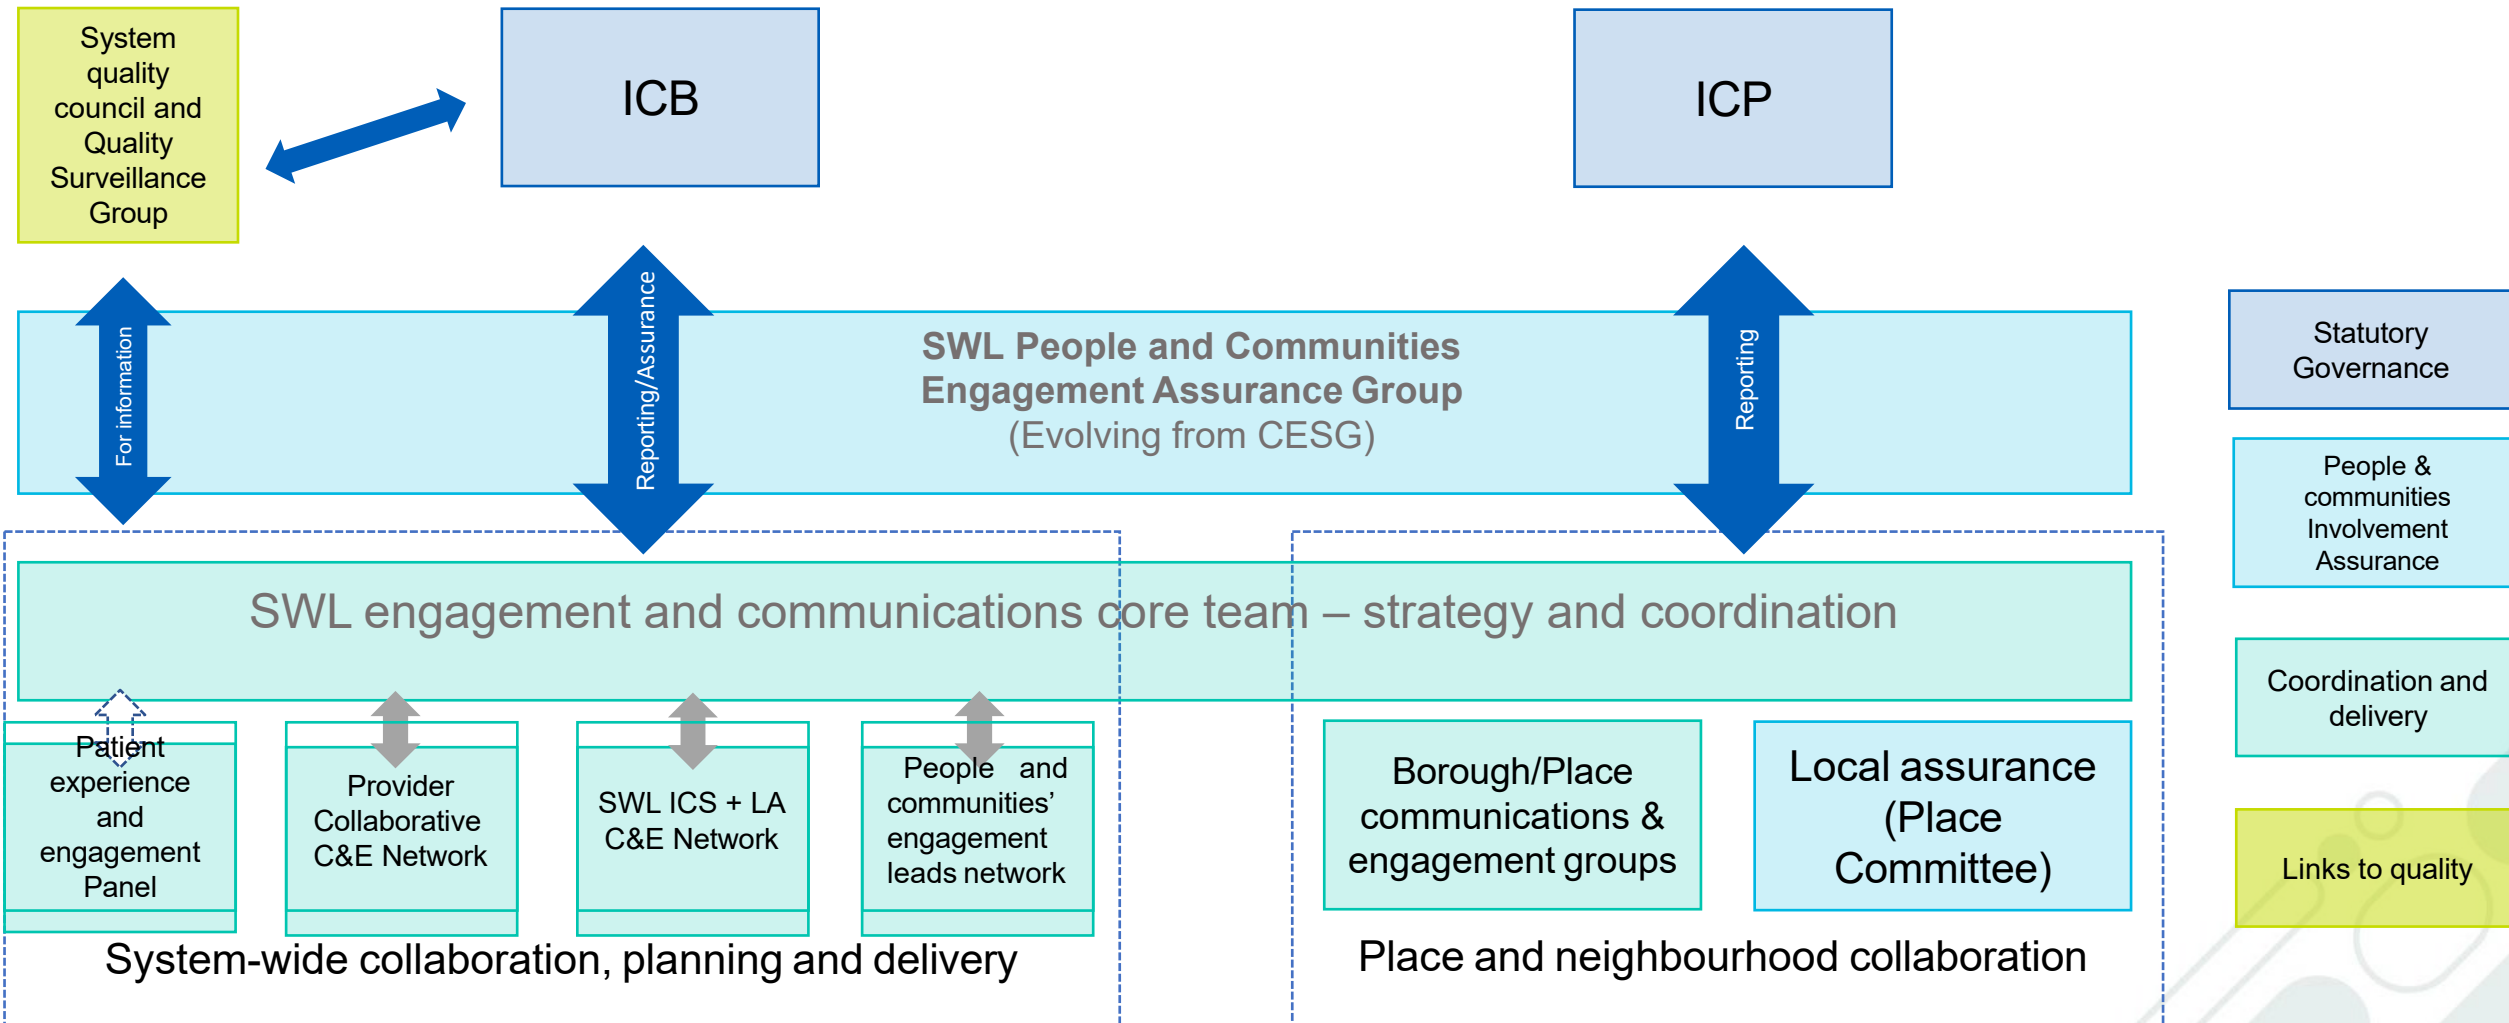 System
quality
council and
Quality
Surveillance
Group
ICB
ICP
For information
Reporting/Assurance
SWL People and Communities
Engagement Assurance Group
(Evolving from CESG)
Reporting
Statutory
Governance
People &
communities
Involvement
Assurance
SWL engagement and communications core team – strategy and coordination
Coordination and
delivery
Patient
experience
and
engagement
Panel
Provider
Collaborative
C&E Network
SWL ICS + LA
C&E Network
People and
communities’
engagement
leads network
Borough/Place
communications &
engagement groups
Local assurance
(Place
Committee)
Links to quality
System-wide collaboration, planning and delivery
Place and neighbourhood collaboration